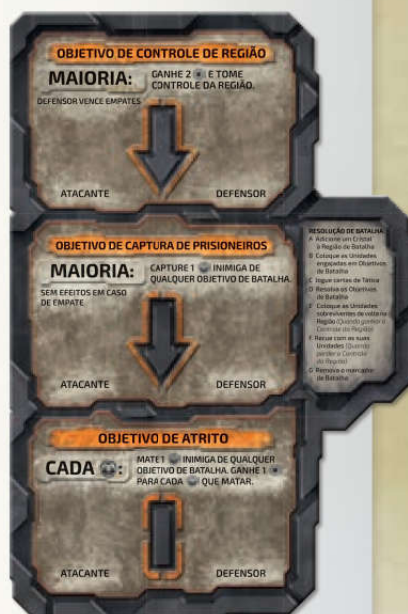 OBJETIVO DE CONTROLE DE REGIÃO
MAIORIA: GANHE 2 E TOME
CONTROLE DA REGIÃO.
DEFENSOR VENCE EMPATES
ATACANTE DEFENSOR
OBJETIVO DE CAPTURA DE PRISIONEIROS
MAIORIA: CAPTURE 1 INIMIGA DE
QUALQUER OBJETIVO DE BATALHA.
SEM EFEITOS EM CASO
DE EMPATE
ATACANTE DEFENSOR
OBJETIVO DE ATRITO
CADA : MATE 1 INIMIGA DE QUALQUER
OBJETIVO DE BATALHA. GANHE 1
PARA CADA QUE MATAR.
ATACANTE DEFENSOR
RESOLUÇÃO DE BATALHA
A Adicione um Cristal
à Região de Batalha
B Coloque as Unidades
engajadas em Objetivos
de Batalha
C Jogue cartas de Tática
D Resolva os Objetivos
de Batalha
E Coloque as Unidades
sobreviventes de volta na
Região (Quando ganhar o
Controle da Região)
F Recue com as suas
Unidades (Quando
perder o Controle
da Região)
G Remova o marcador
de Batalha